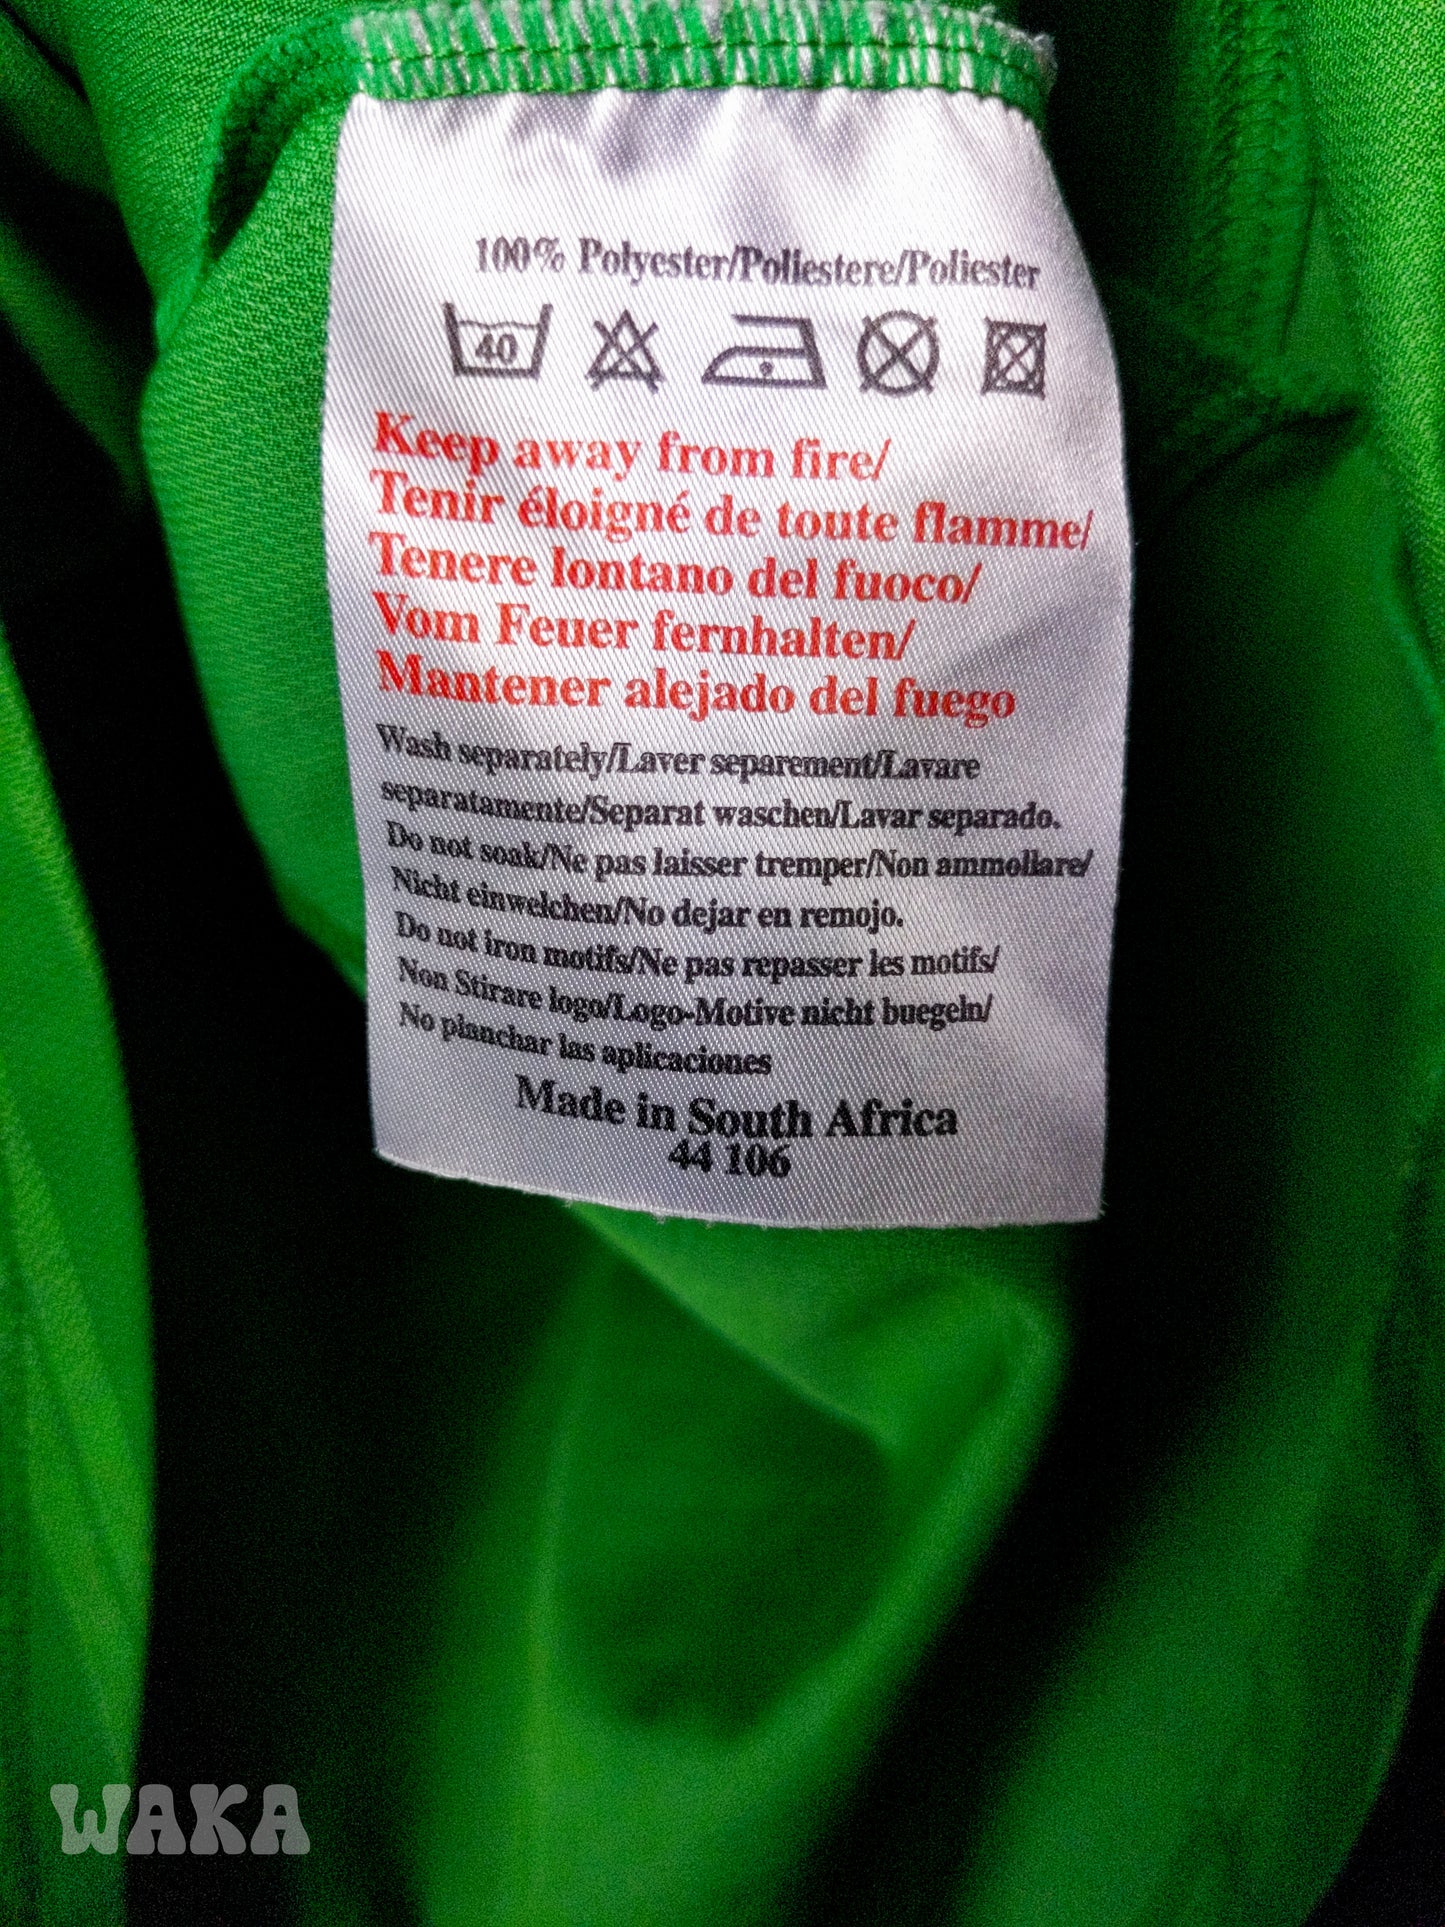 100% Polyester/Poliestere/Poliester
40
Keep away from fire/
Tenir éloigné de toute flamme/
Tenere lontano del fuoco/
Vom Feuer fernhalten/
Mantener alejado del fuego
Wash separately/Laver separement/Lavare
separatamente/Separat waschen/Lavar separado.
Do not soak/Ne pas laisser tremper/Non ammollare/
Nicht einwelchen/No dejar en remojo.
Do not iron motifs/Ne pas repasser les motifs/
Non Stirare logo/Logo-Motive nicht buegeln/
No planchar las aplicaciones
Made in South Africa
44 106
WAKA